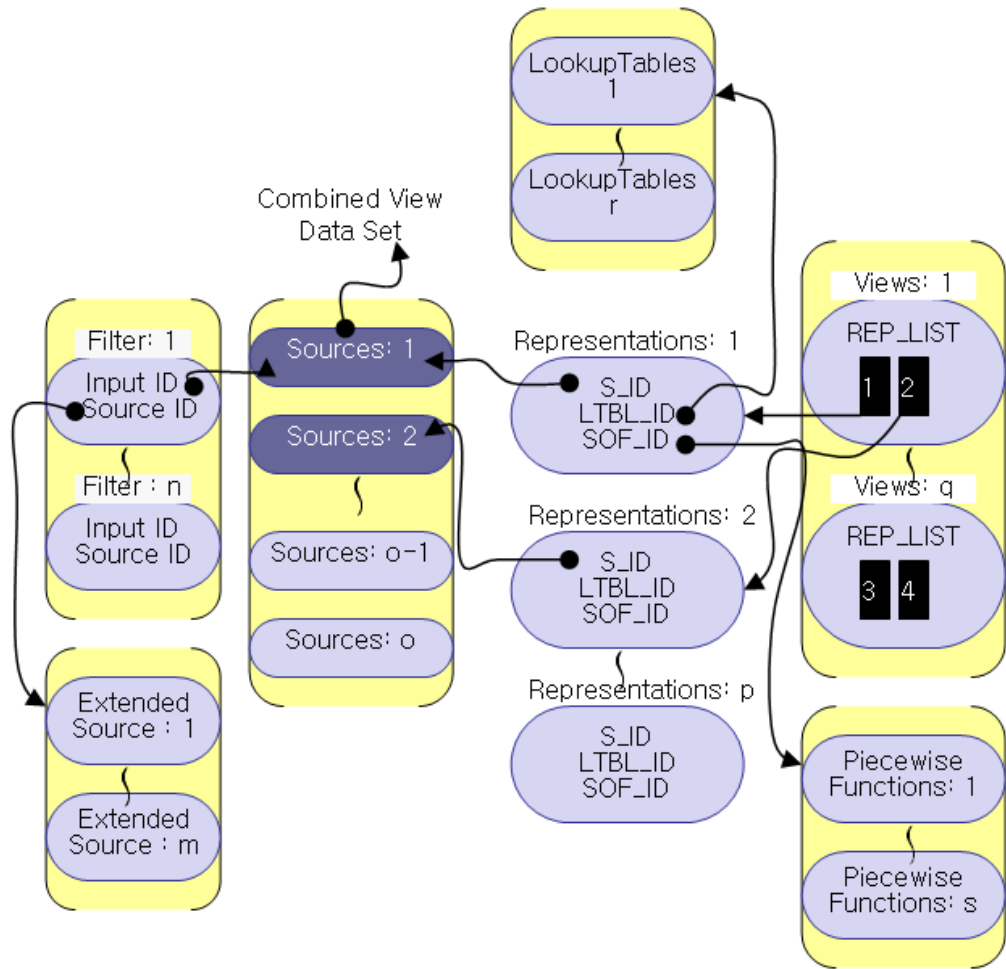 LookupTables
1
LookupTables
r
Combined View
Data Set
Filter: 1
Input ID
Source ID
Filter : n
Input ID
Source ID
Extended
Source : 1
Extended
Source : m
Sources: 1
Sources: 2
Sources: o-1
Sources: o
Representations: 1
S_ID
LTBL_ID
SOF_ID
Representations: 2
S_ID
LTBL_ID
SOF_ID
Representations: p
S_ID
LTBL_ID
SOF_ID
Views: 1
REP_LIST
1 2
Views: q
REP_LIST
3 4
Piecewise
Functions: 1
Piecewise
Functions: s